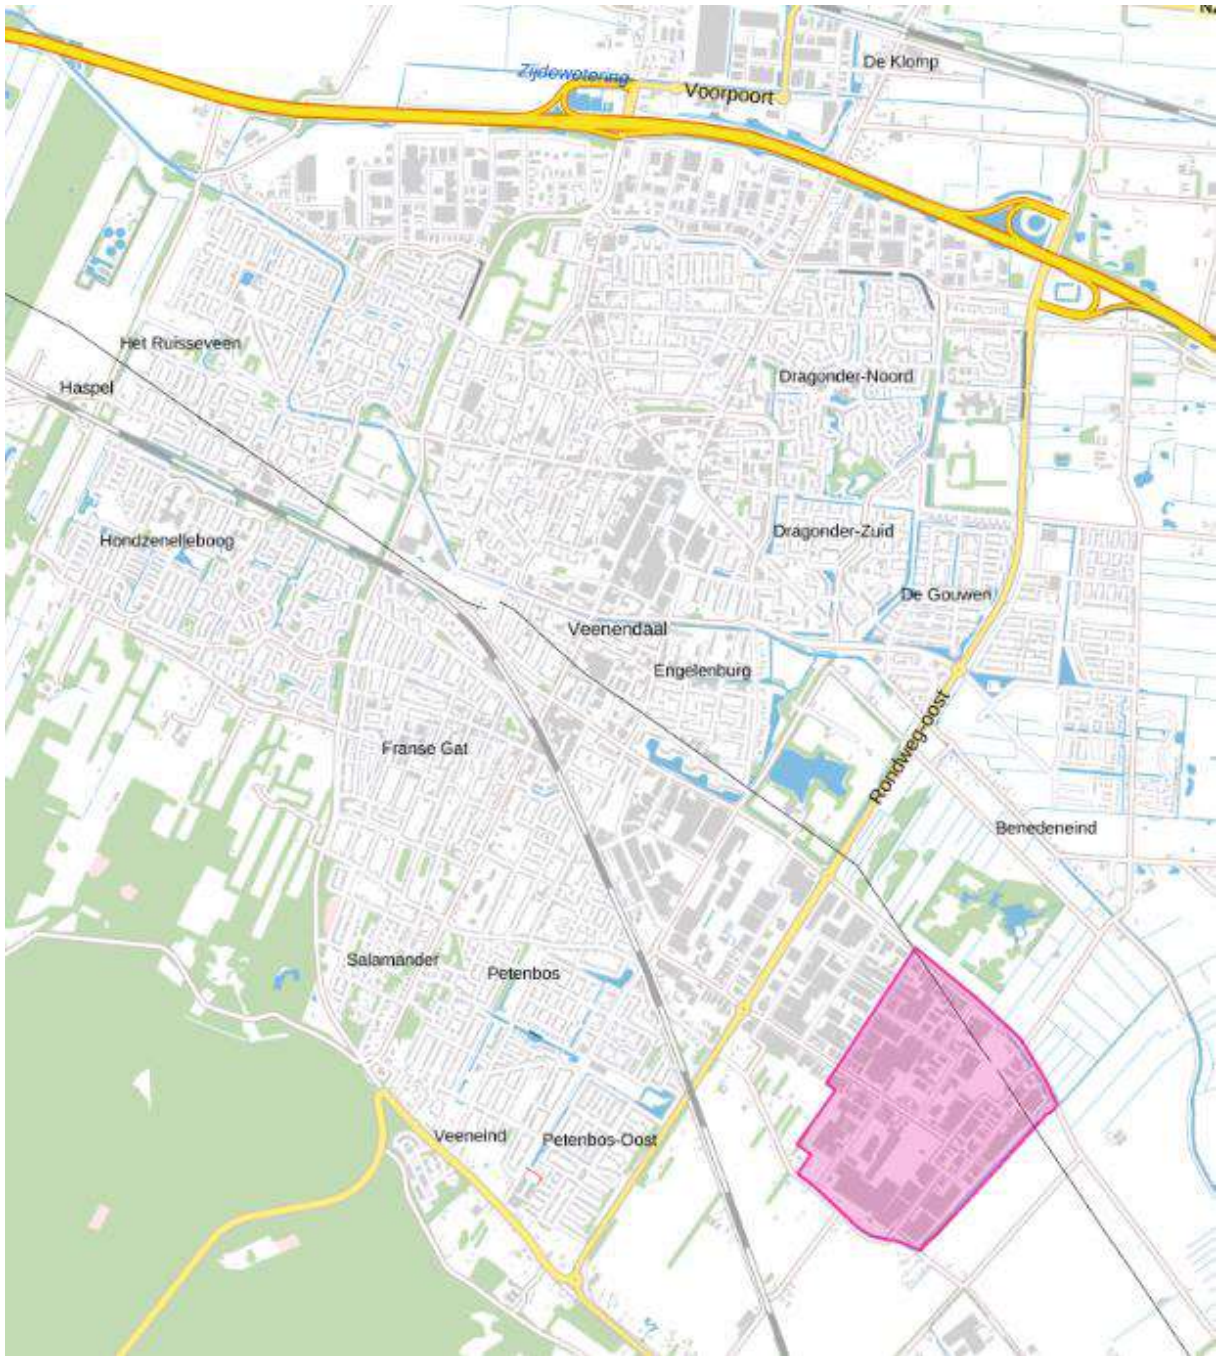 De Klomp
Zijdewetering
Voorpoort
Het Ruisseveen
Haspel
Dragonder-Noord
Hondzenelleboog
Dragonder-Zuid
De Gouwen
Veenendaal
Engelenburg
Franse Gat
Rondweg-oost
Benedeneind
Salamander
Petenbos
Veeneind
Petenbos-Oost